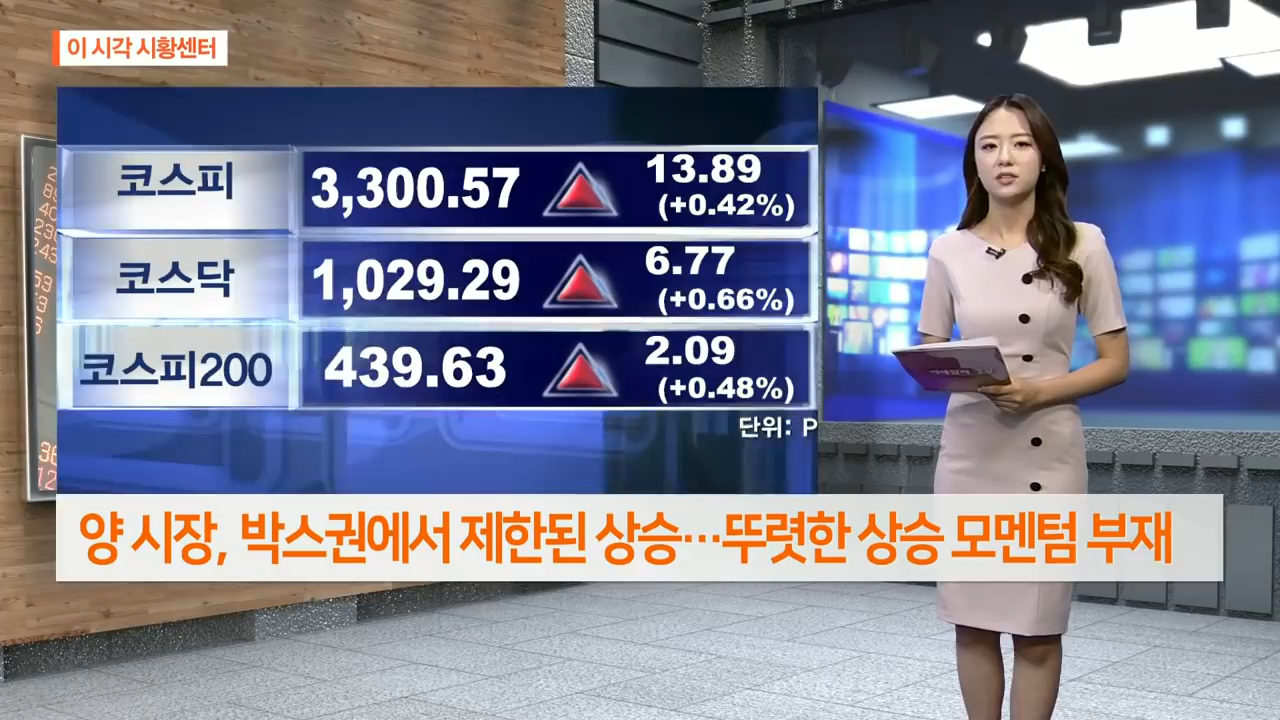 이 시각 시황센터
코스피 3,300.57 ▲ 13.89 (+0.42%)
코스닥 1,029.29 ▲ 6.77 (+0.66%)
코스피200 439.63 ▲ 2.09 (+0.48%)
단위: P
양 시장, 박스권에서 제한된 상승…뚜렷한 상승 모멘텀 부재